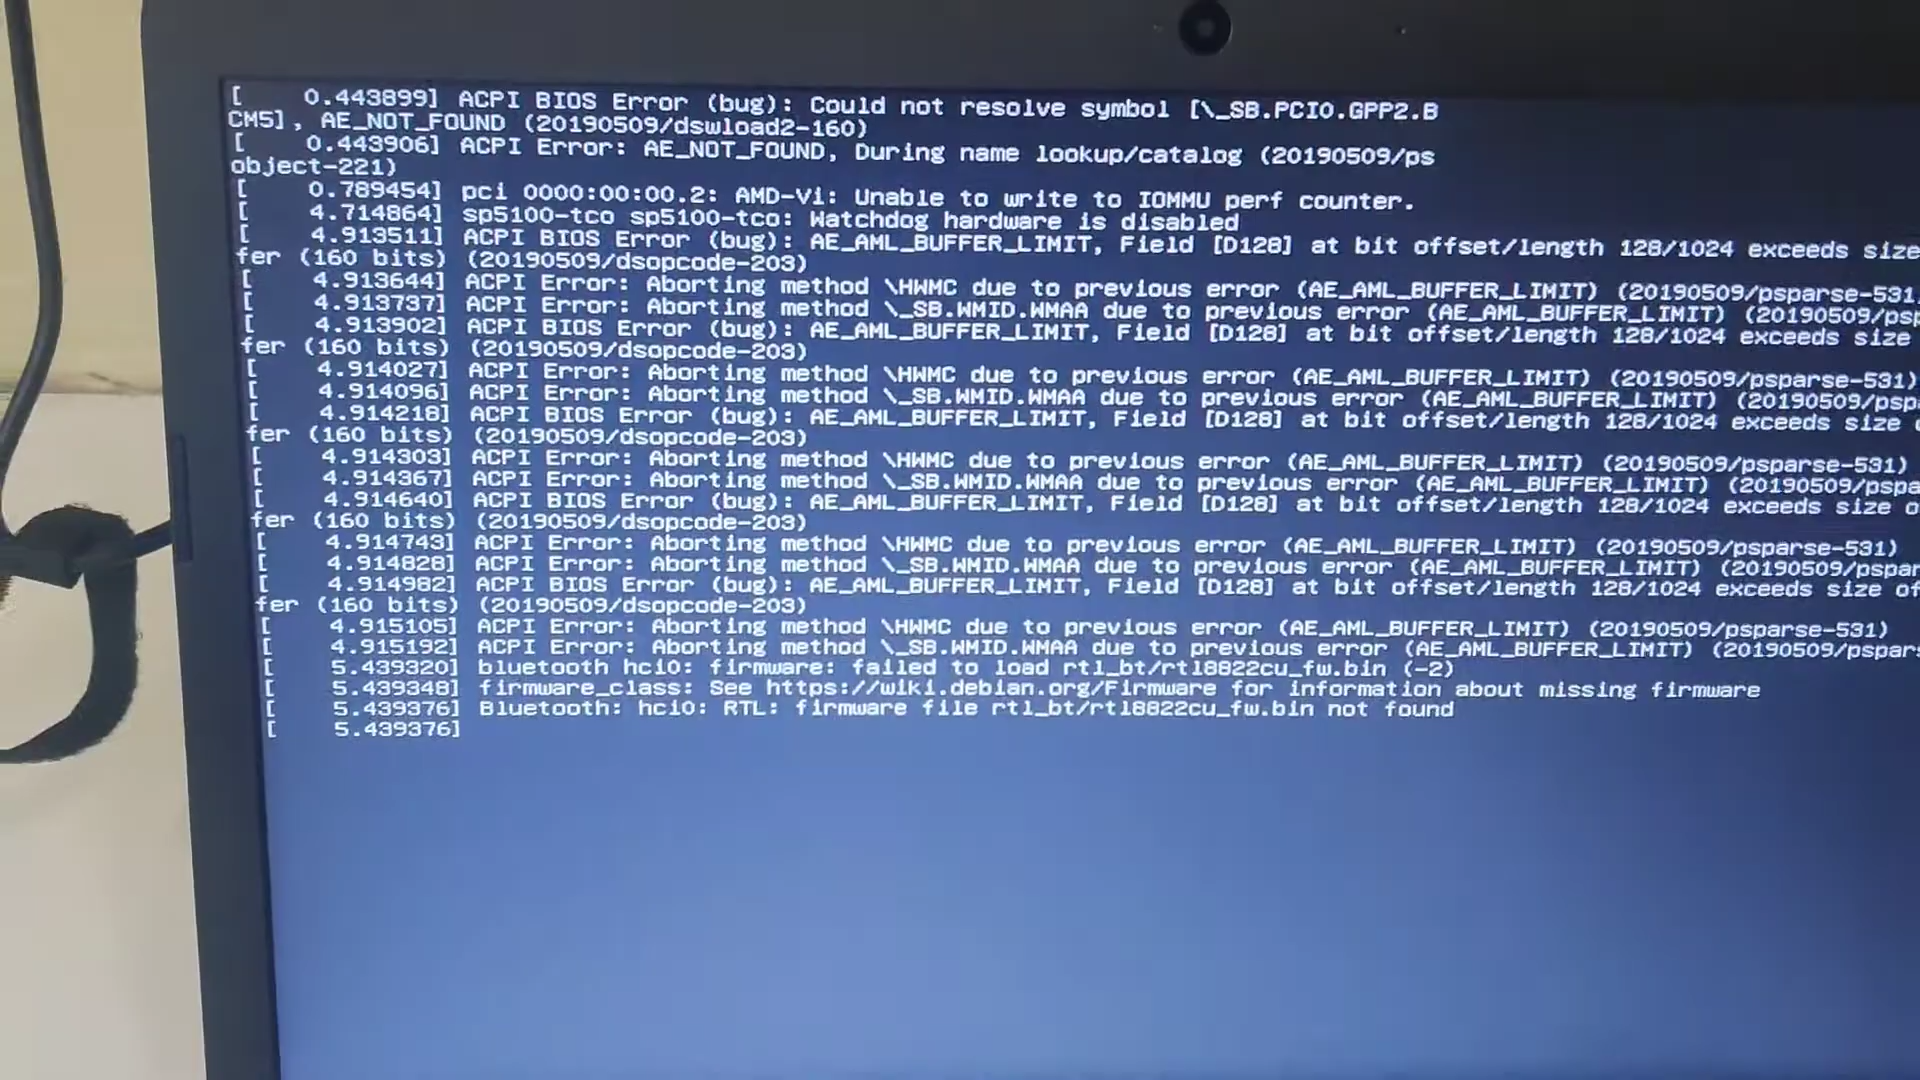 [    0.443899] ACPI BIOS Error (bug): Could not resolve symbol [\_SB.PCI0.GPP2.B
CM5], AE_NOT_FOUND (20190509/dswload2-160)
[    0.443906] ACPI Error: AE_NOT_FOUND, During name lookup/catalog (20190509/ps
object-221)
[    0.789454] pci 0000:00:00.2: AMD-Vi: Unable to write to IOMMU perf counter.
[    4.714864] sp5100-tco sp5100-tco: Watchdog hardware is disabled
[    4.913511] ACPI BIOS Error (bug): AE_AML_BUFFER_LIMIT, Field [D128] at bit offset/length 128/1024 exceeds size
fer (160 bits) (20190509/dsopcode-203)
[    4.913644] ACPI Error: Aborting method \HWMC due to previous error (AE_AML_BUFFER_LIMIT) (20190509/psparse-531
[    4.913737] ACPI Error: Aborting method \_SB.WMID.WMAA due to previous error (AE_AML_BUFFER_LIMIT) (20190509/psp
[    4.913902] ACPI BIOS Error (bug): AE_AML_BUFFER_LIMIT, Field [D128] at bit offset/length 128/1024 exceeds size
fer (160 bits) (20190509/dsopcode-203)
[    4.914027] ACPI Error: Aborting method \HWMC due to previous error (AE_AML_BUFFER_LIMIT) (20190509/psparse-531)
[    4.914096] ACPI Error: Aborting method \_SB.WMID.WMAA due to previous error (AE_AML_BUFFER_LIMIT) (20190509/psp
[    4.914218] ACPI BIOS Error (bug): AE_AML_BUFFER_LIMIT, Field [D128] at bit offset/length 128/1024 exceeds size
fer (160 bits) (20190509/dsopcode-203)
[    4.914303] ACPI Error: Aborting method \HWMC due to previous error (AE_AML_BUFFER_LIMIT) (20190509/psparse-531)
[    4.914367] ACPI Error: Aborting method \_SB.WMID.WMAA due to previous error (AE_AML_BUFFER_LIMIT) (20190509/pspa
[    4.914640] ACPI BIOS Error (bug): AE_AML_BUFFER_LIMIT, Field [D128] at bit offset/length 128/1024 exceeds size o
fer (160 bits) (20190509/dsopcode-203)
[    4.914743] ACPI Error: Aborting method \HWMC due to previous error (AE_AML_BUFFER_LIMIT) (20190509/psparse-531)
[    4.914828] ACPI Error: Aborting method \_SB.WMID.WMAA due to previous error (AE_AML_BUFFER_LIMIT) (20190509/pspar
[    4.914982] ACPI BIOS Error (bug): AE_AML_BUFFER_LIMIT, Field [D128] at bit offset/length 128/1024 exceeds size of
fer (160 bits) (20190509/dsopcode-203)
[    4.915105] ACPI Error: Aborting method \HWMC due to previous error (AE_AML_BUFFER_LIMIT) (20190509/psparse-531)
[    4.915192] ACPI Error: Aborting method \_SB.WMID.WMAA due to previous error (AE_AML_BUFFER_LIMIT) (20190509/pspar
[    5.439320] bluetooth hci0: firmware: failed to load rtl_bt/rtl8822cu_fw.bin (-2)
[    5.439348] firmware_class: See https://wiki.debian.org/Firmware for information about missing firmware
[    5.439376] Bluetooth: hci0: RTL: firmware file rtl_bt/rtl8822cu_fw.bin not found
[    5.439376]